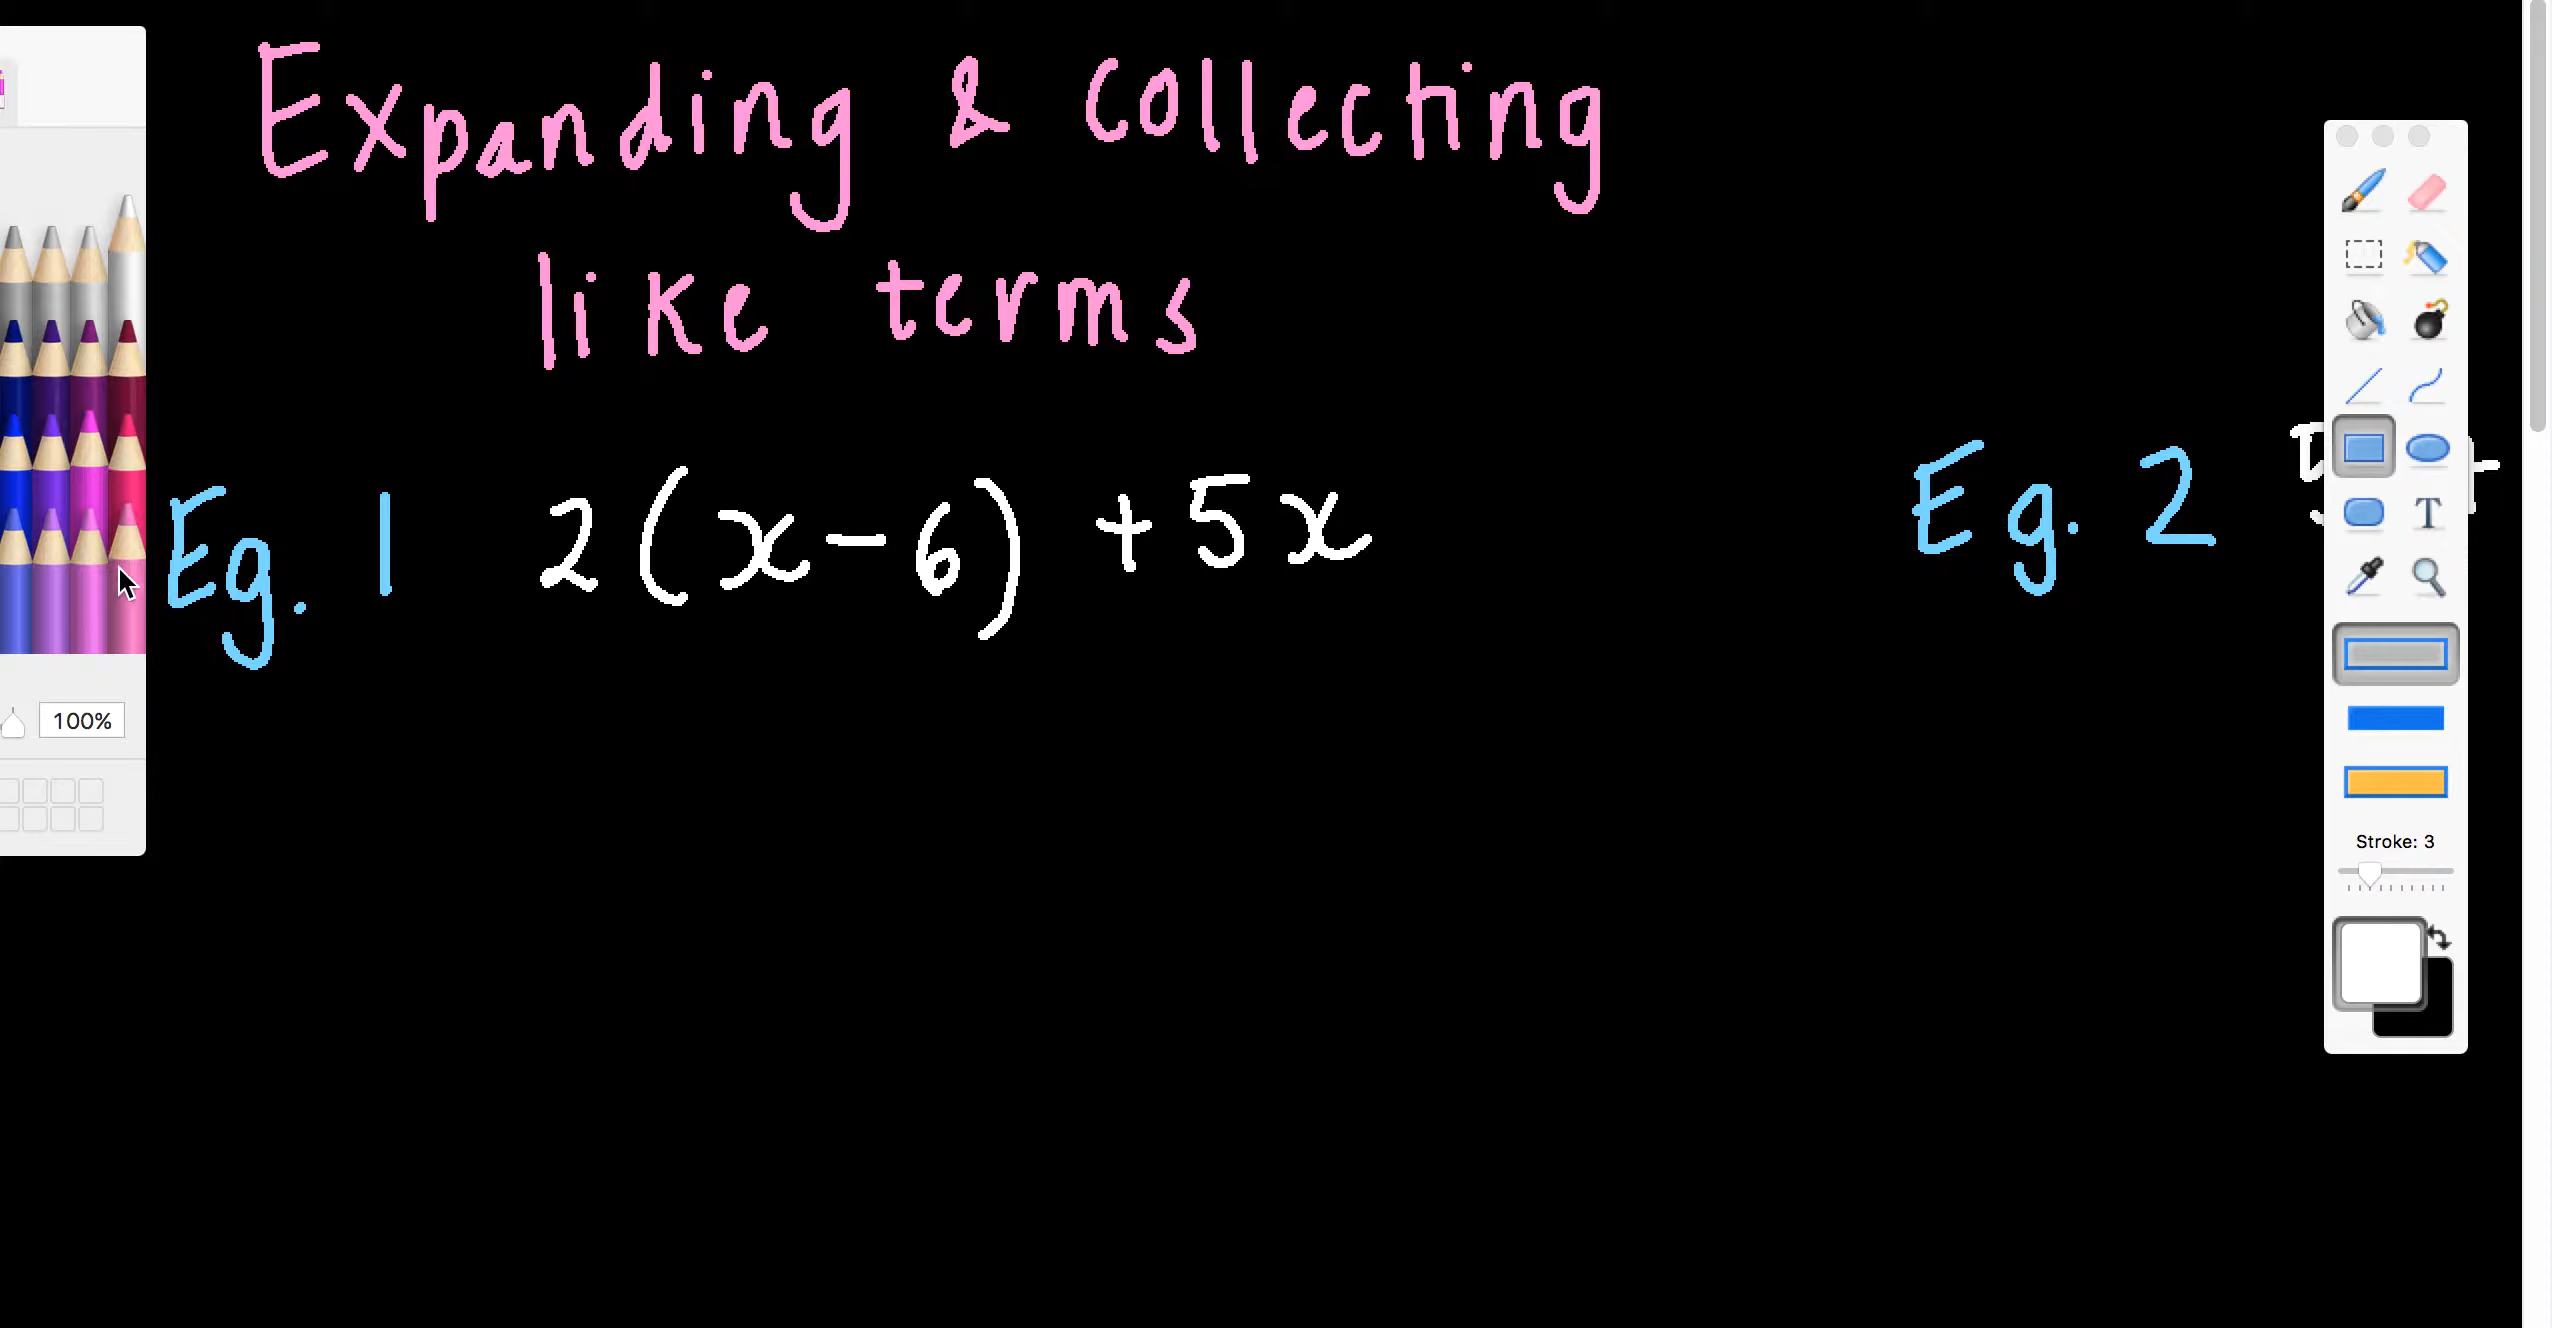 Expanding & collecting
like terms
Eg. 1 2(x-6) +5x
Eg. 2
100%
T
Stroke: 3